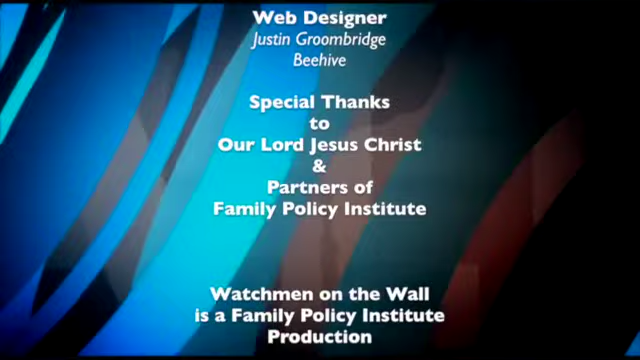 Web Designer
Justin Groombridge
Beehive
Special Thanks
to
Our Lord Jesus Christ
&
Partners of
Family Policy Institute
Watchmen on the Wall
is a Family Policy Institute
Production